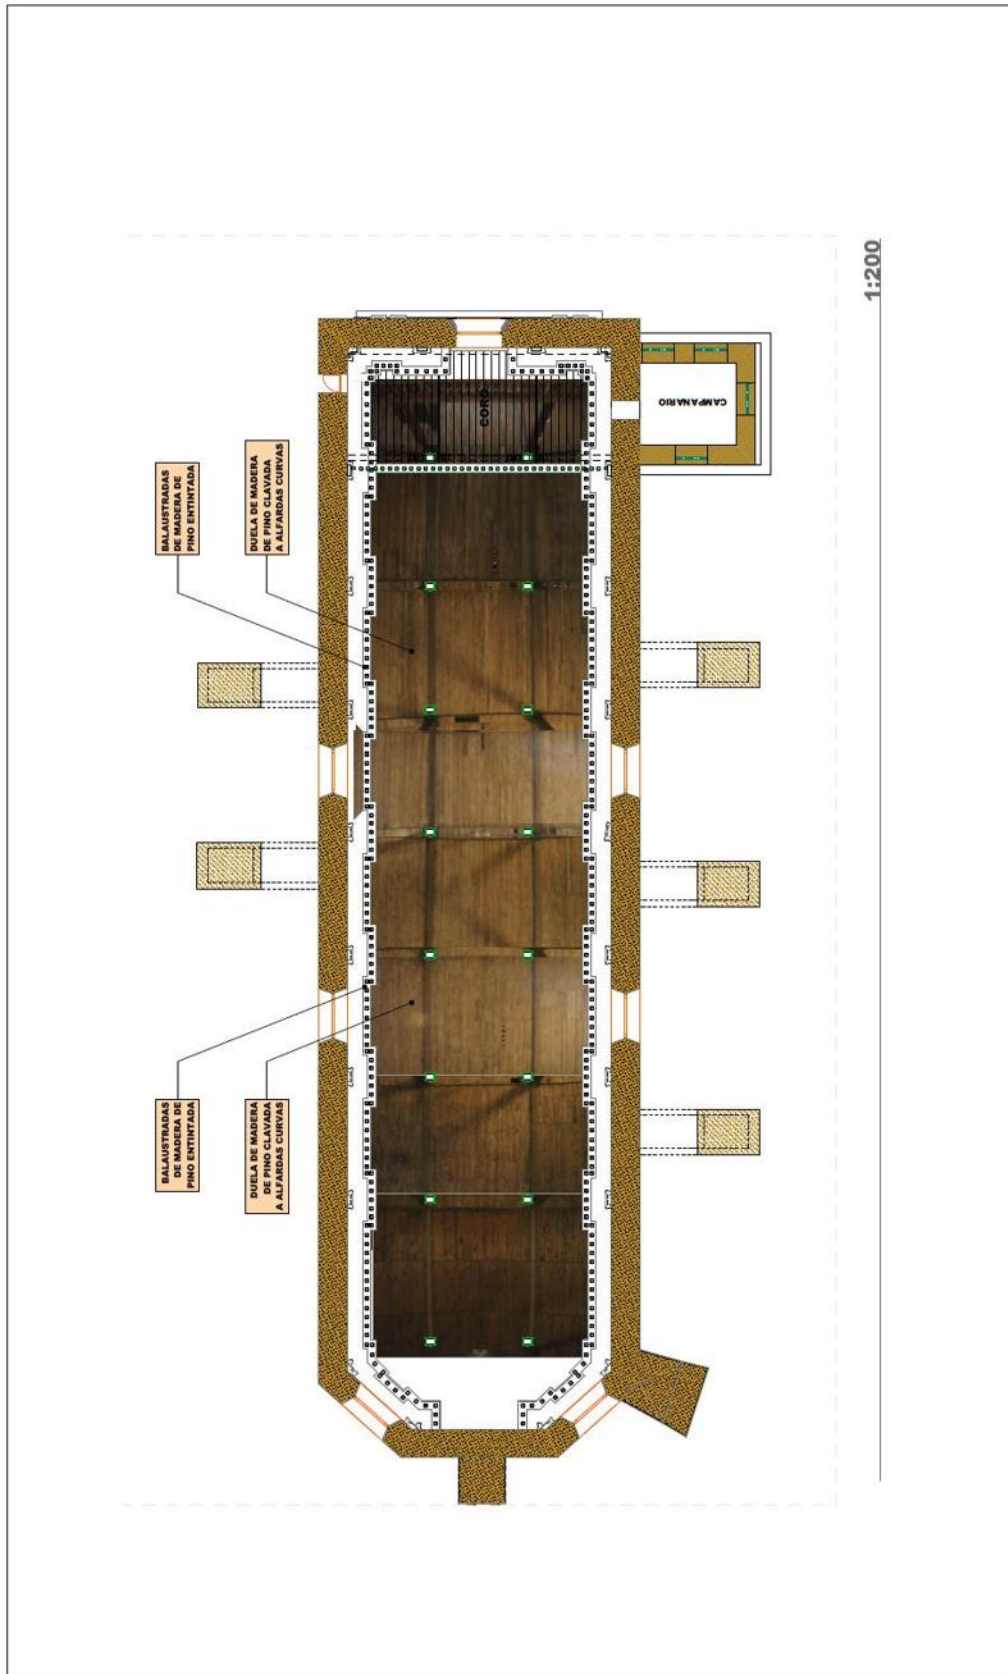 1:200
CORO
CAMPANARIO
BALAUSTRADAS
DE MADERA DE
PINO ENTINTADA
DUELA DE MADERA
DE PINO CLAVADA
A ALFARDAS CURVAS
BALAUSTRADAS
DE MADERA DE
PINO ENTINTADA
DUELA DE MADERA
DE PINO CLAVADA
A ALFARDAS CURVAS